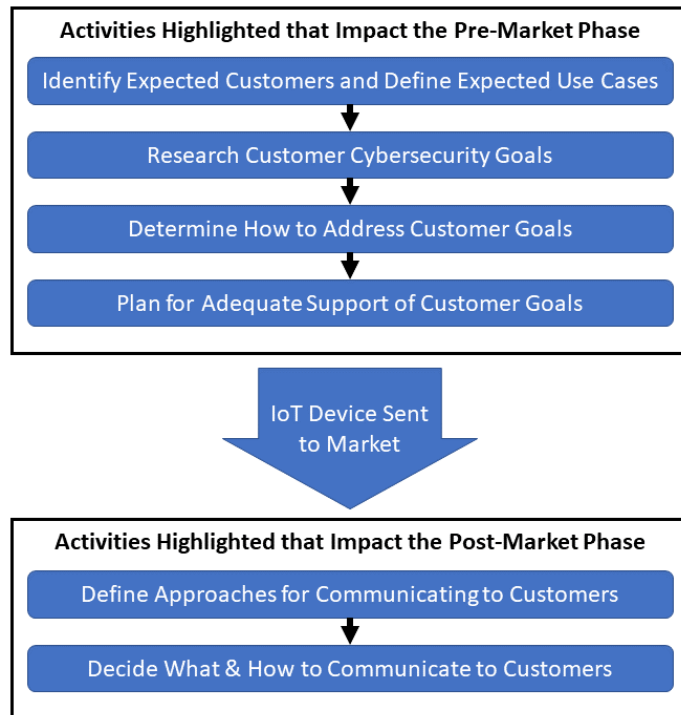 Activities Highlighted that Impact the Pre-Market Phase
Identify Expected Customers and Define Expected Use Cases
Research Customer Cybersecurity Goals
Determine How to Address Customer Goals
Plan for Adequate Support of Customer Goals
IoT Device Sent
to Market
Activities Highlighted that Impact the Post-Market Phase
Define Approaches for Communicating to Customers
Decide What & How to Communicate to Customers